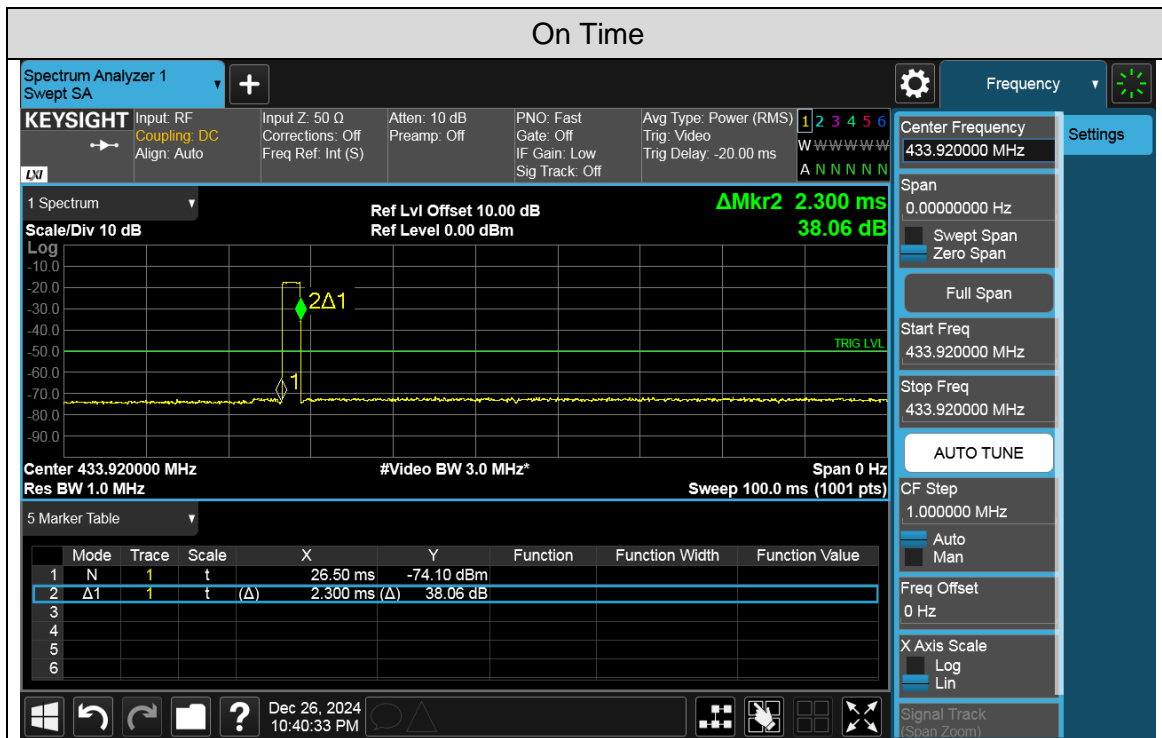 On Time
Spectrum Analyzer 1
Swept SA
+
Frequency
KEYSIGHT
LXI
Input: RF
Coupling: DC
Align: Auto
Input Z: 50 Ω
Corrections: Off
Freq Ref: Int (S)
Atten: 10 dB
Preamp: Off
PNO: Fast
Gate: Off
IF Gain: Low
Sig Track: Off
Avg Type: Power (RMS)
Trig: Video
Trig Delay: -20.00 ms
1 2 3 4 5 6
W W W W W W
A N N N N N
1 Spectrum
Scale/Div 10 dB
Ref Lvl Offset 10.00 dB
Ref Level 0.00 dBm
ΔMkr2 2.300 ms
38.06 dB
Log
-10.0
-20.0
-30.0
-40.0
-50.0
-60.0
-70.0
-80.0
-90.0
2Δ1
1
TRIG LVL
Center 433.920000 MHz
Res BW 1.0 MHz
#Video BW 3.0 MHz*
Span 0 Hz
Sweep 100.0 ms (1001 pts)
5 Marker Table
Mode Trace Scale X Y Function Function Width Function Value
1 N 1 t 26.50 ms -74.10 dBm
2 Δ1 1 t (Δ) 2.300 ms (Δ) 38.06 dB
3
4
5
6
?
Dec 26, 2024
10:40:33 PM
Center Frequency
433.920000 MHz
Settings
Span
0.00000000 Hz
Swept Span
Zero Span
Full Span
Start Freq
433.920000 MHz
Stop Freq
433.920000 MHz
AUTO TUNE
CF Step
1.000000 MHz
Auto
Man
Freq Offset
0 Hz
X Axis Scale
Log
Lin
Signal Track
(Span Zoom)